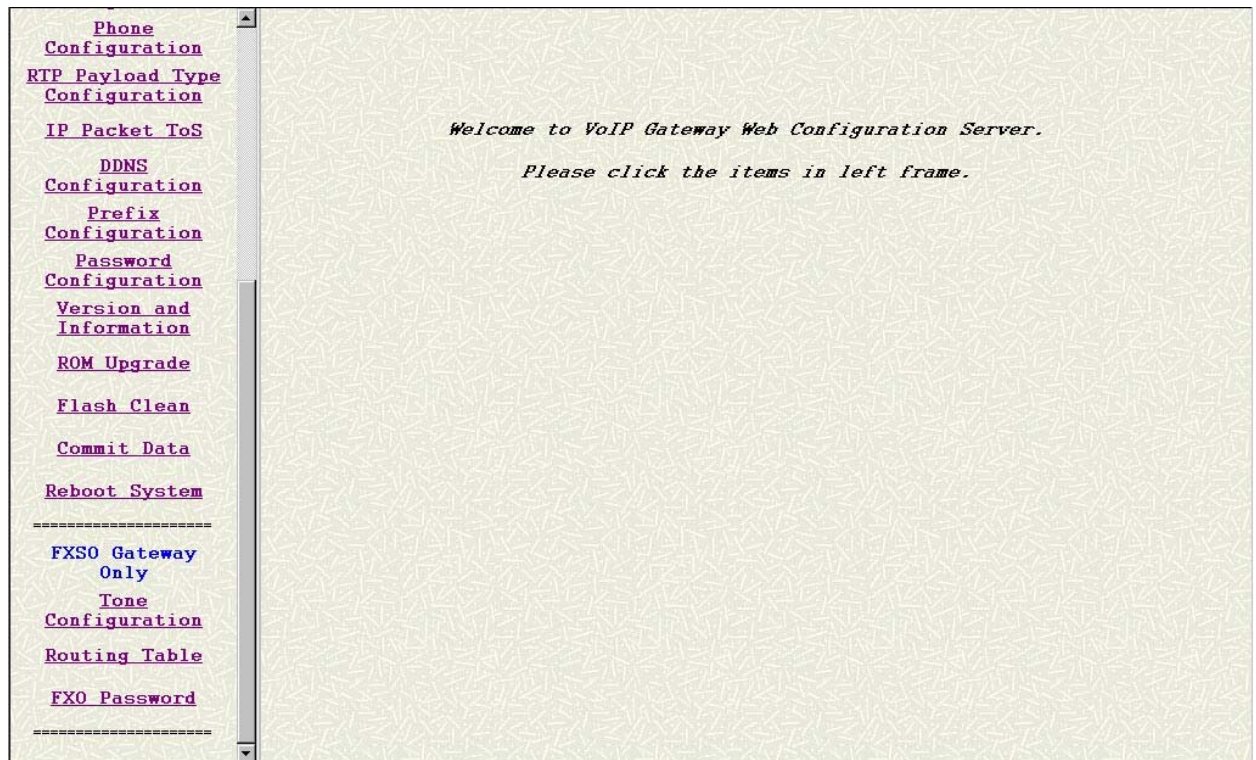 Phone
Configuration
RTP Payload Type
Configuration
IP Packet ToS
DDNS
Configuration
Prefix
Configuration
Password
Configuration
Version and
Information
ROM Upgrade
Flash Clean
Commit Data
Reboot System
=====================
FXSO Gateway
Only
Tone
Configuration
Routing Table
FXO Password
=====================
Welcome to VoIP Gateway Web Configuration Server.
Please click the items in left frame.